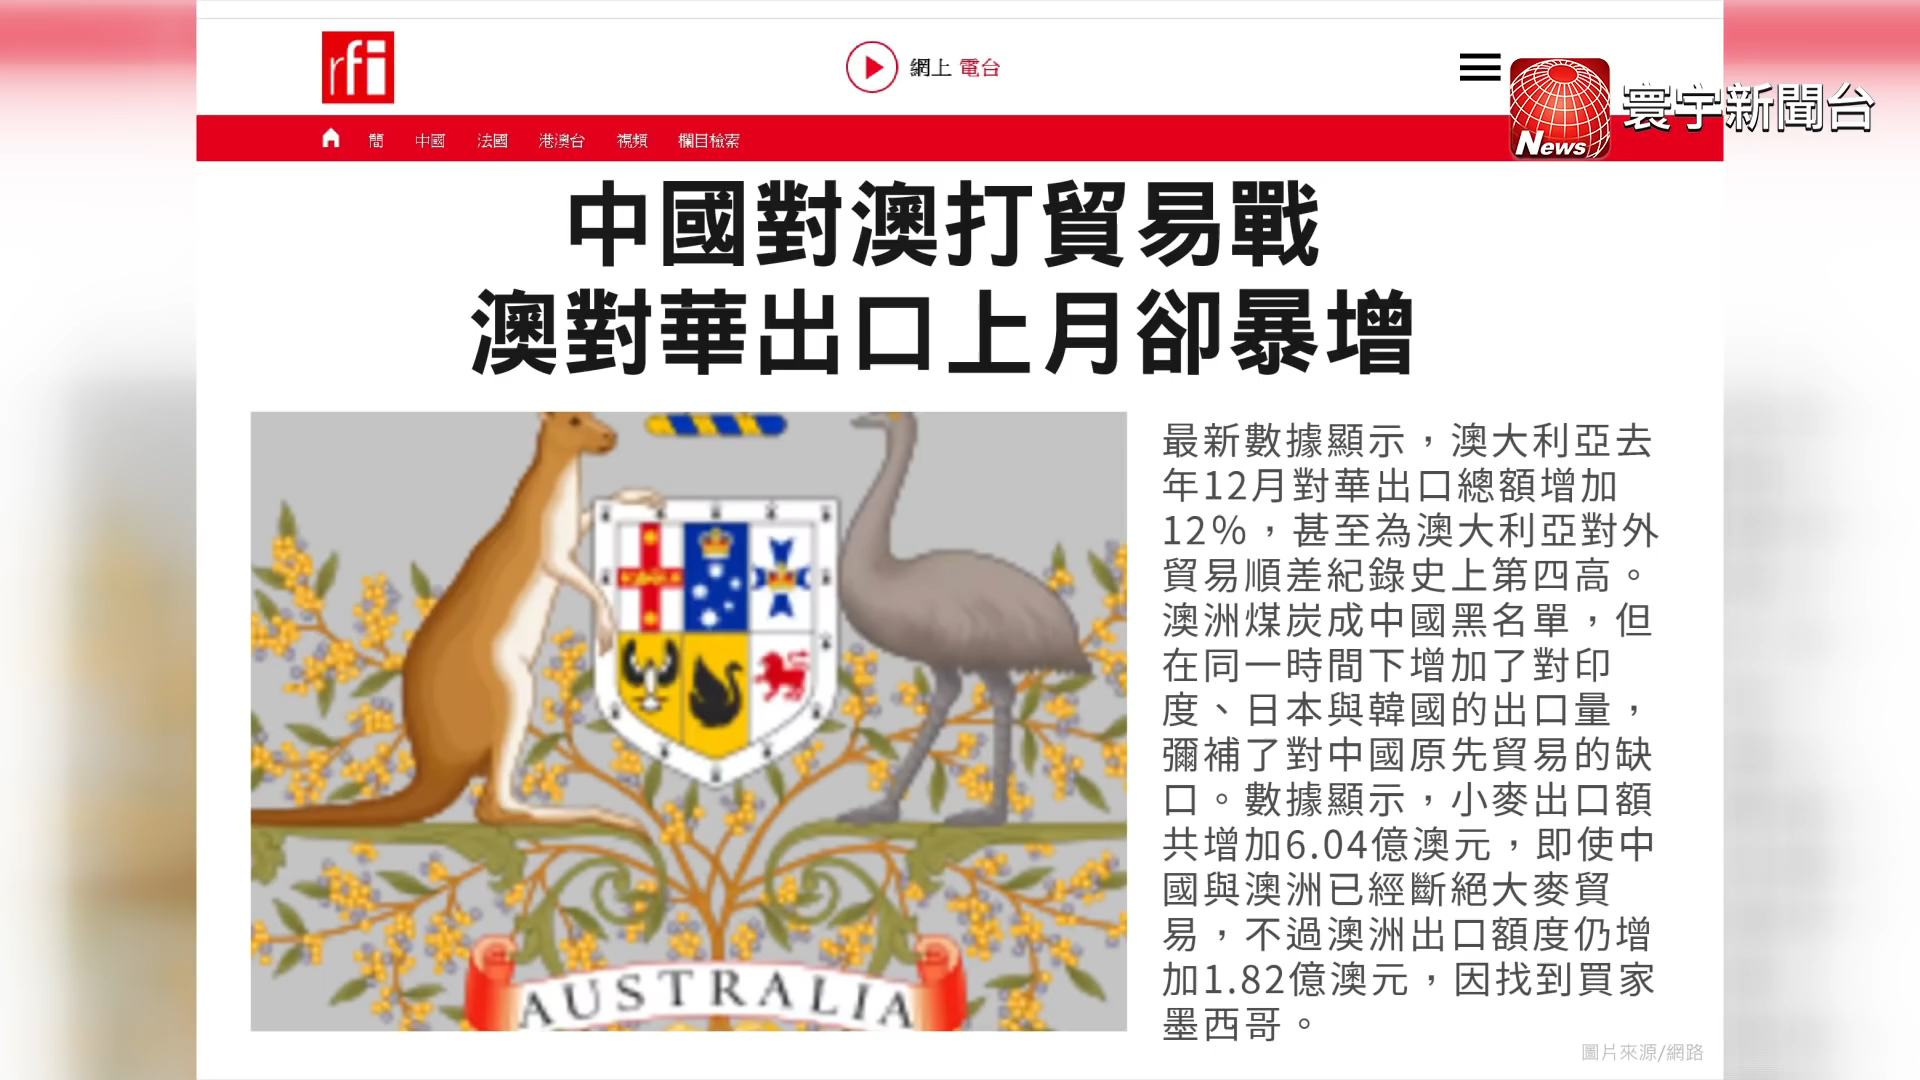 rfi
網上 電台
News
寰宇新聞台
簡 中國 法國 港澳台 視頻 欄目檢索
中國對澳打貿易戰
澳對華出口上月卻暴增
最新數據顯示，澳大利亞去
年12月對華出口總額增加
12%，甚至為澳大利亞對外
貿易順差紀錄史上第四高。
澳洲煤炭成中國黑名單，但
在同一時間下增加了對印
度、日本與韓國的出口量，
彌補了對中國原先貿易的缺
口。數據顯示，小麥出口額
共增加6.04億澳元，即使中
國與澳洲已經斷絕大麥貿
易，不過澳洲出口額度仍增
加1.82億澳元，因找到買家
墨西哥。
AUSTRALIA
圖片來源/網路